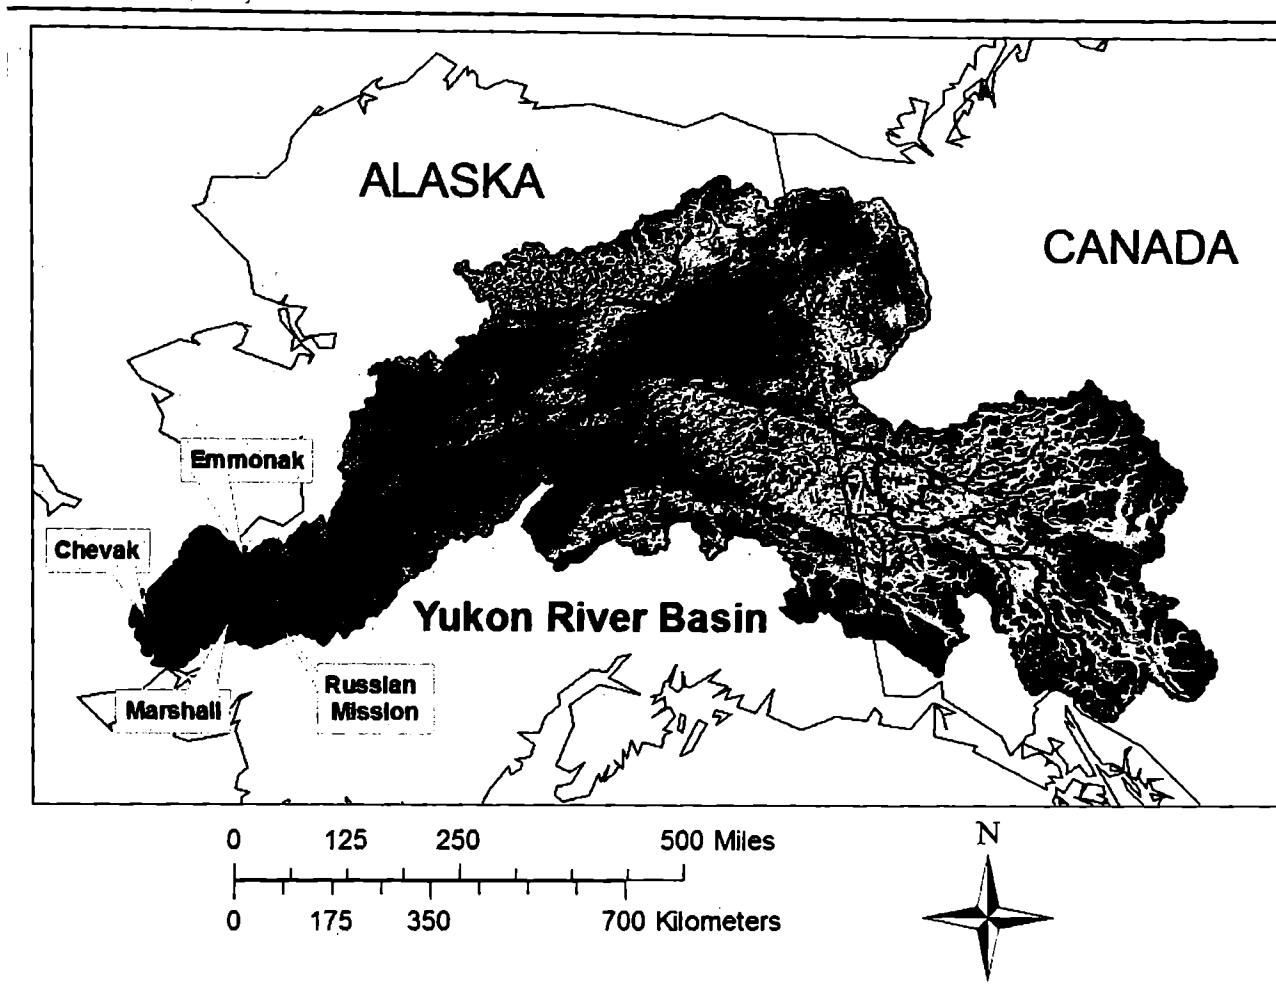 ALASKA
CANADA
Emmonak
Chevak
Yukon River Basin
Russian
Mission
Marshall
0 125 250 500 Miles
0 175 350 700 Kilometers
N